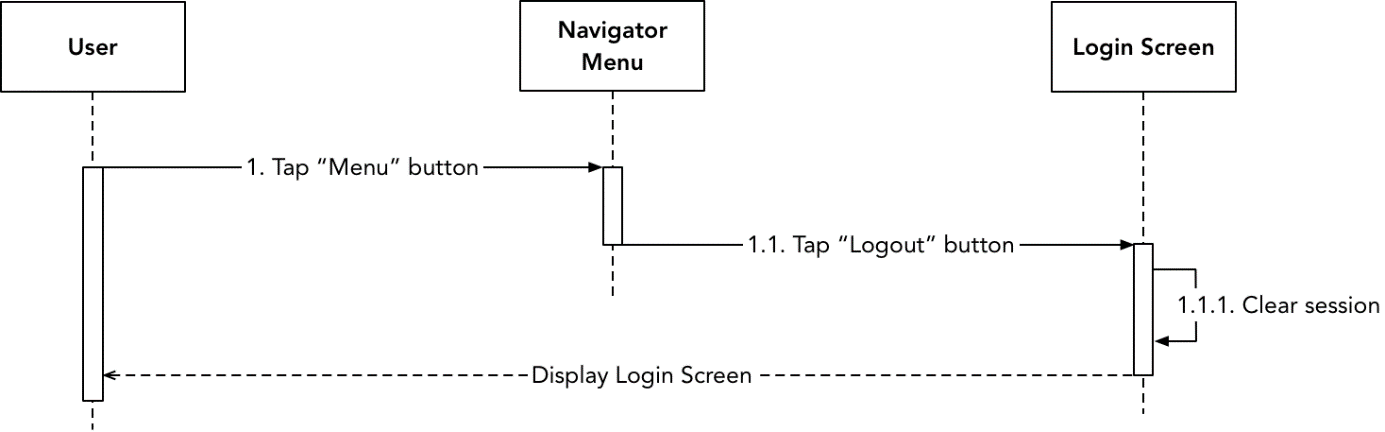 User
Navigator
Menu
Login Screen
1. Tap “Menu” button
1.1. Tap “Logout” button
1.1.1. Clear session
Display Login Screen